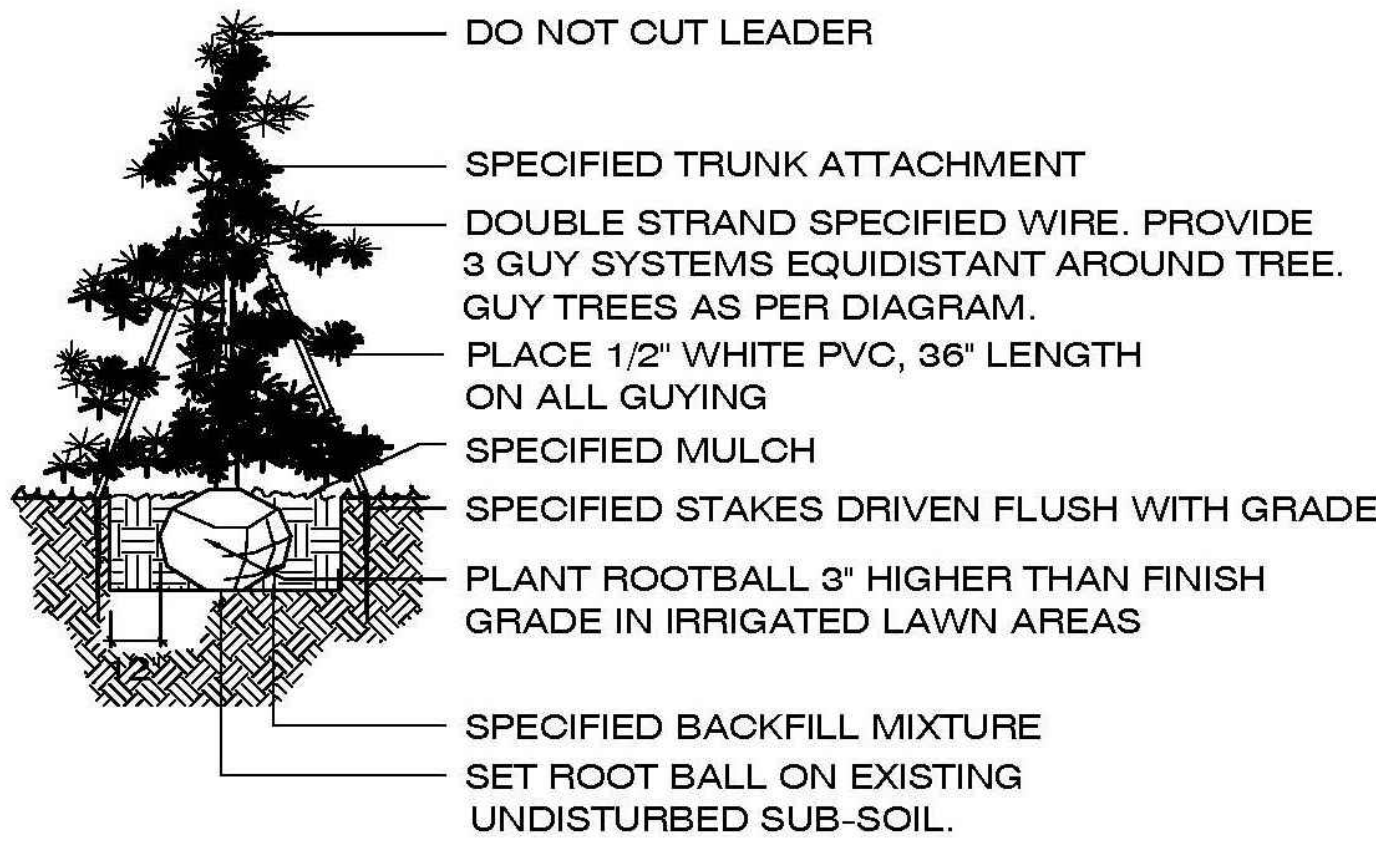 DO NOT CUT LEADER
SPECIFIED TRUNK ATTACHMENT
DOUBLE STRAND SPECIFIED WIRE. PROVIDE
3 GUY SYSTEMS EQUIDISTANT AROUND TREE.
GUY TREES AS PER DIAGRAM.
PLACE 1/2" WHITE PVC, 36" LENGTH
ON ALL GUYING
SPECIFIED MULCH
SPECIFIED STAKES DRIVEN FLUSH WITH GRADE
PLANT ROOTBALL 3" HIGHER THAN FINISH
GRADE IN IRRIGATED LAWN AREAS
12"
SPECIFIED BACKFILL MIXTURE
SET ROOT BALL ON EXISTING
UNDISTURBED SUB-SOIL.